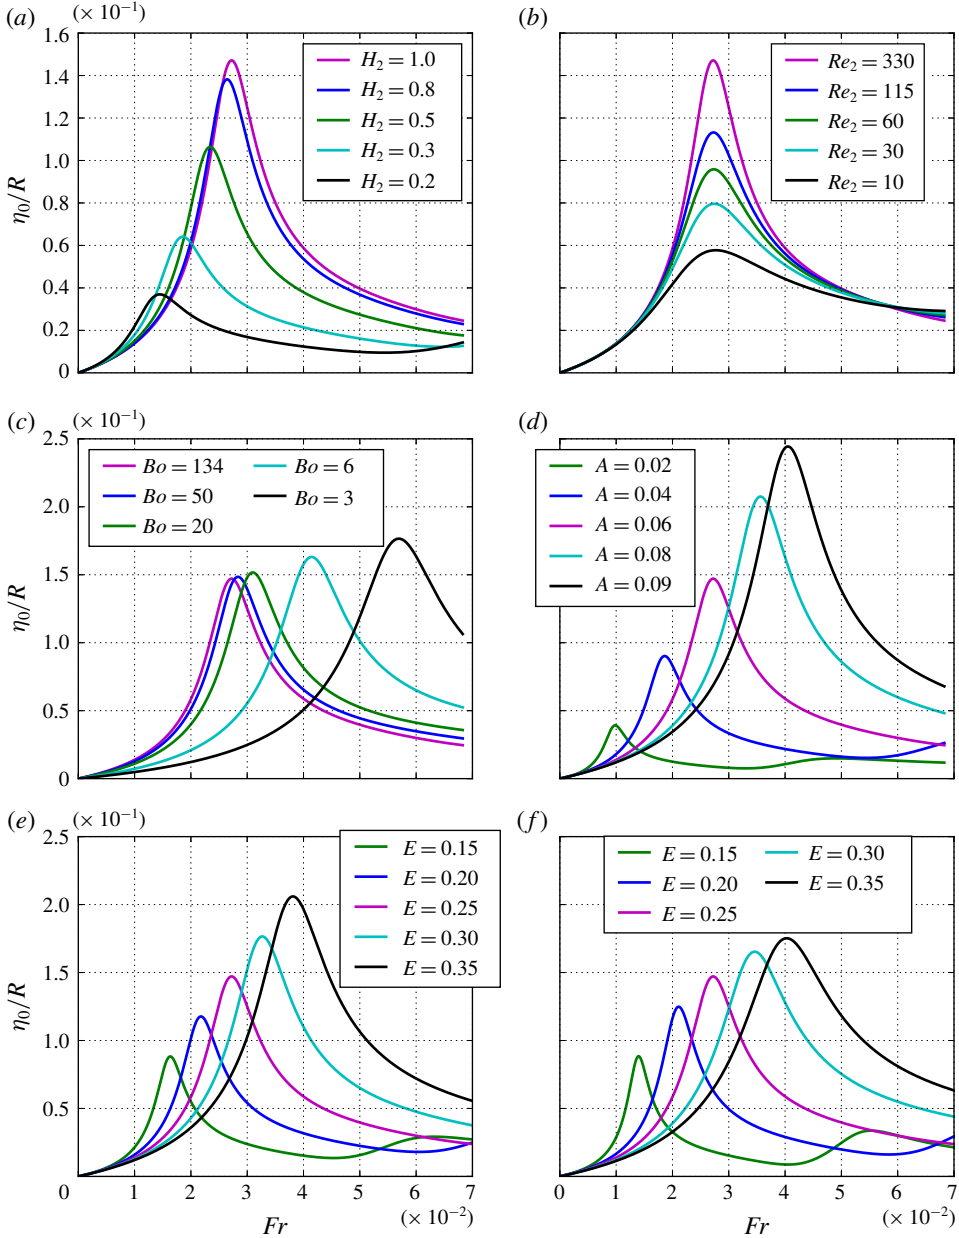 (a) (× 10⁻¹) (b)
1.6
1.4
1.2
1.0
0.8
0.6
0.4
0.2
0
η₀/R
H₂ = 1.0
H₂ = 0.8
H₂ = 0.5
H₂ = 0.3
H₂ = 0.2
Re₂ = 330
Re₂ = 115
Re₂ = 60
Re₂ = 30
Re₂ = 10
(c) (× 10⁻¹) (d)
2.5
2.0
1.5
1.0
0.5
0
η₀/R
Bo = 134 Bo = 6
Bo = 50 Bo = 3
Bo = 20
A = 0.02
A = 0.04
A = 0.06
A = 0.08
A = 0.09
(e) (× 10⁻¹) (f)
2.5
2.0
1.5
1.0
0.5
0
η₀/R
E = 0.15
E = 0.20
E = 0.25
E = 0.30
E = 0.35
E = 0.15 E = 0.30
E = 0.20 E = 0.35
E = 0.25
1 2 3 4 5 6 7
0 1 2 3 4 5 6 7
Fr (× 10⁻²)
Fr (× 10⁻²)